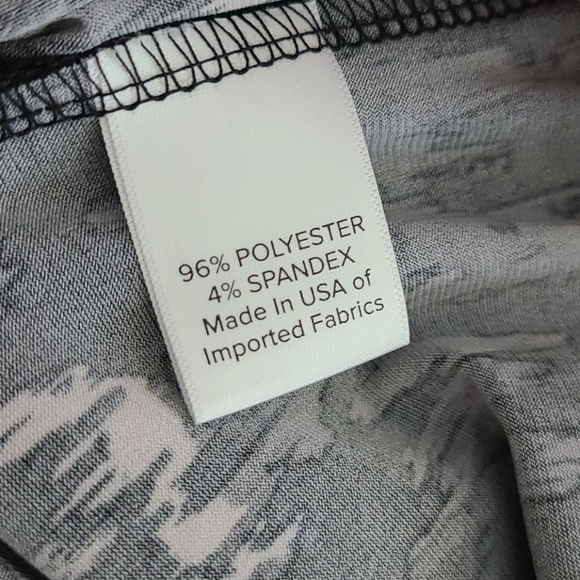 96% POLYESTER
4% SPANDEX
Made In USA of
Imported Fabrics